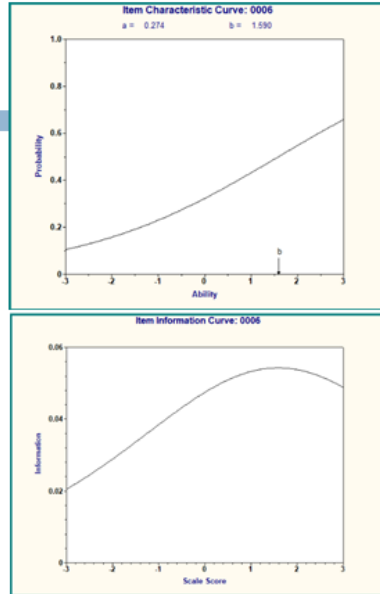 Item Characteristic Curve: 0006
a = 0.274 b = 1.590
1.0
0.8
0.6
0.4
0.2
0
Probability
b
-3 -2 -1 0 1 2 3
Ability
Item Information Curve: 0006
0.06
0.04
0.02
0
Information
-3 -2 -1 0 1 2 3
Scale Score